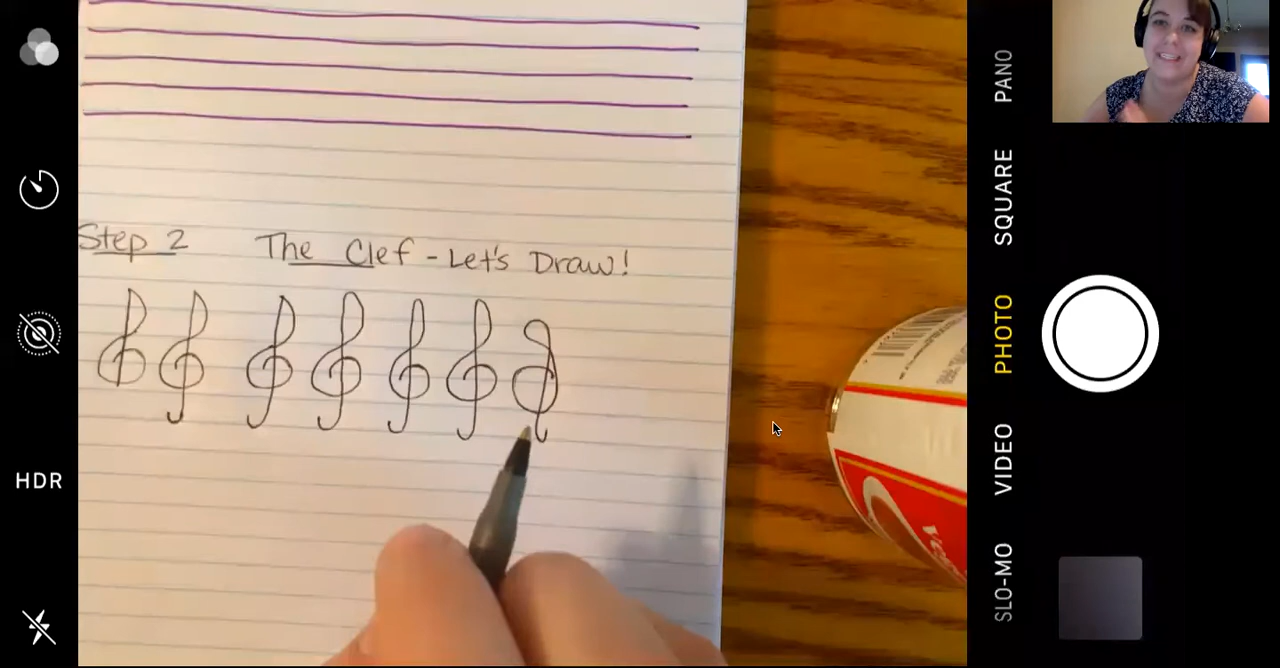 Step 2 The Clef - Let's Draw!
HDR
PANO
SQUARE
PHOTO
VIDEO
SLO-MO